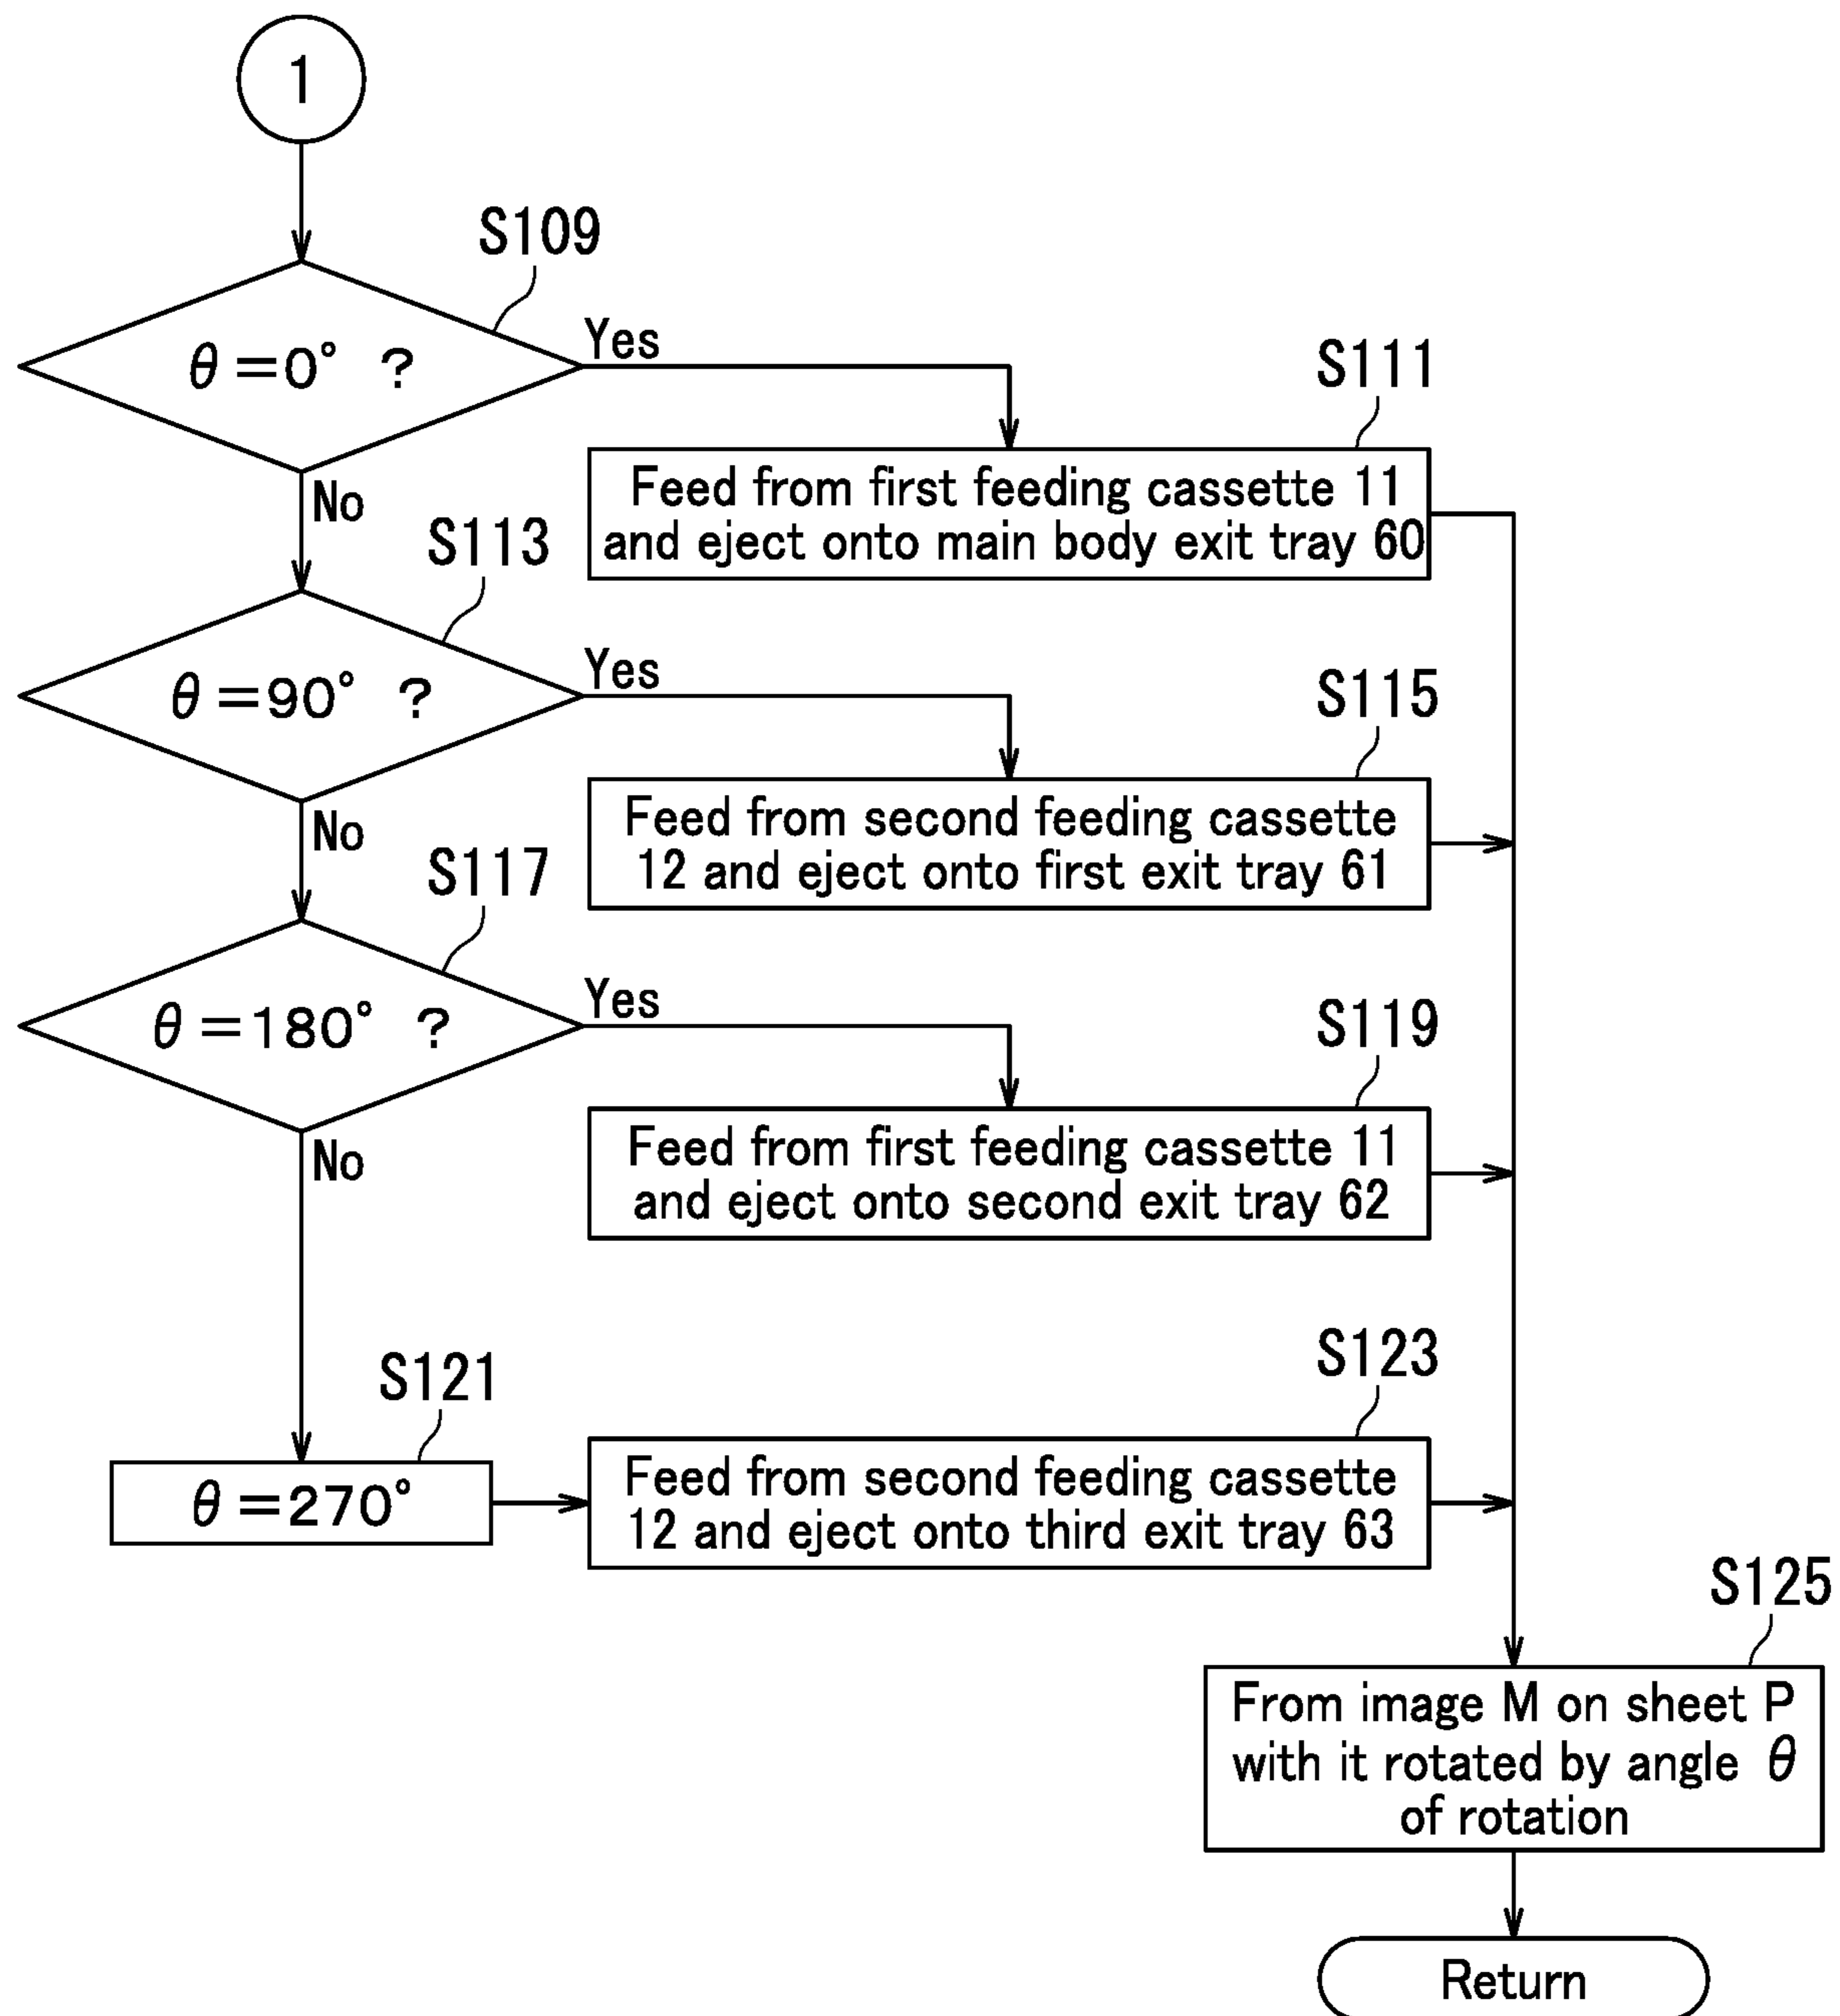 1
S109
θ=0° ?
Yes
No
S111
Feed from first feeding cassette 11
and eject onto main body exit tray 60
S113
θ=90° ?
Yes
No
S115
Feed from second feeding cassette
12 and eject onto first exit tray 61
S117
θ=180° ?
Yes
No
S119
Feed from first feeding cassette 11
and eject onto second exit tray 62
S121
θ=270°
S123
Feed from second feeding cassette
12 and eject onto third exit tray 63
S125
From image M on sheet P
with it rotated by angle θ
of rotation
Return